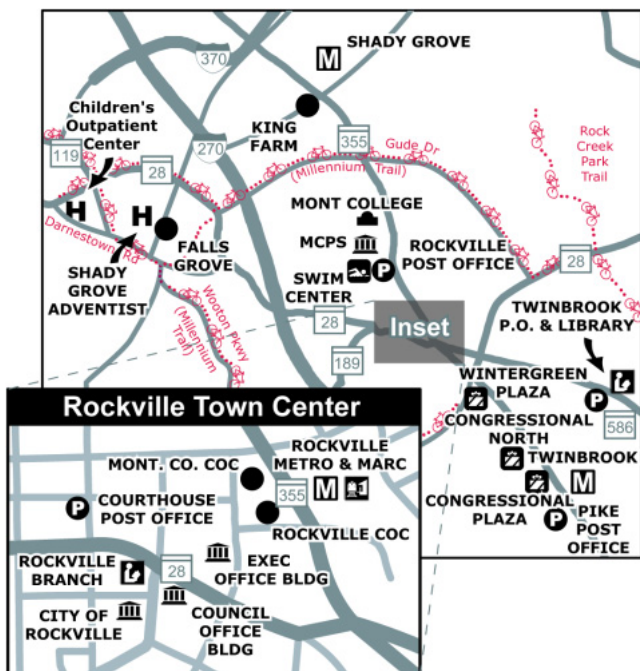 SHADY GROVE
M
370
Children's
Outpatient
Center
KING
FARM
270
355
Gude Dr
(Millennium Trail)
Rock
Creek
Park
Trail
119
28
H
H
MONT COLLEGE
MCPS
ROCKVILLE
POST OFFICE
Darnestown Rd
FALLS
GROVE
SHADY
GROVE
ADVENTIST
SWIM
CENTER
P
28
Wooton Pkwy
(Millennium
Trail)
28
Inset
TWINBROOK
P.O. & LIBRARY
189
WINTERGREEN
PLAZA
P
586
CONGRESSIONAL
NORTH
TWINBROOK
M
CONGRESSIONAL
PLAZA
P
PIKE
POST
OFFICE
Rockville Town Center
MONT. CO. COC
ROCKVILLE
METRO & MARC
M
355
P
COURTHOUSE
POST OFFICE
ROCKVILLE COC
ROCKVILLE
BRANCH
28
EXEC
OFFICE BLDG
CITY OF
ROCKVILLE
COUNCIL
OFFICE
BLDG